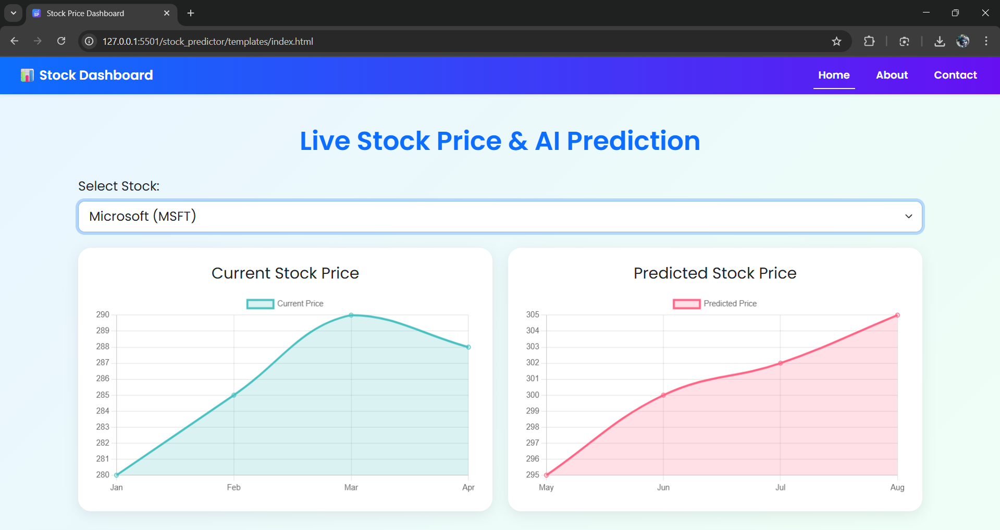 Stock Price Dashboard
127.0.0.1:5501/stock_predictor/templates/index.html
Stock Dashboard
Home About Contact
Live Stock Price & AI Prediction
Select Stock:
Microsoft (MSFT)
Current Stock Price
Current Price
290
289
288
287
286
285
284
283
282
281
280
Jan Feb Mar Apr
Predicted Stock Price
Predicted Price
305
304
303
302
301
300
299
298
297
296
295
May Jun Jul Aug